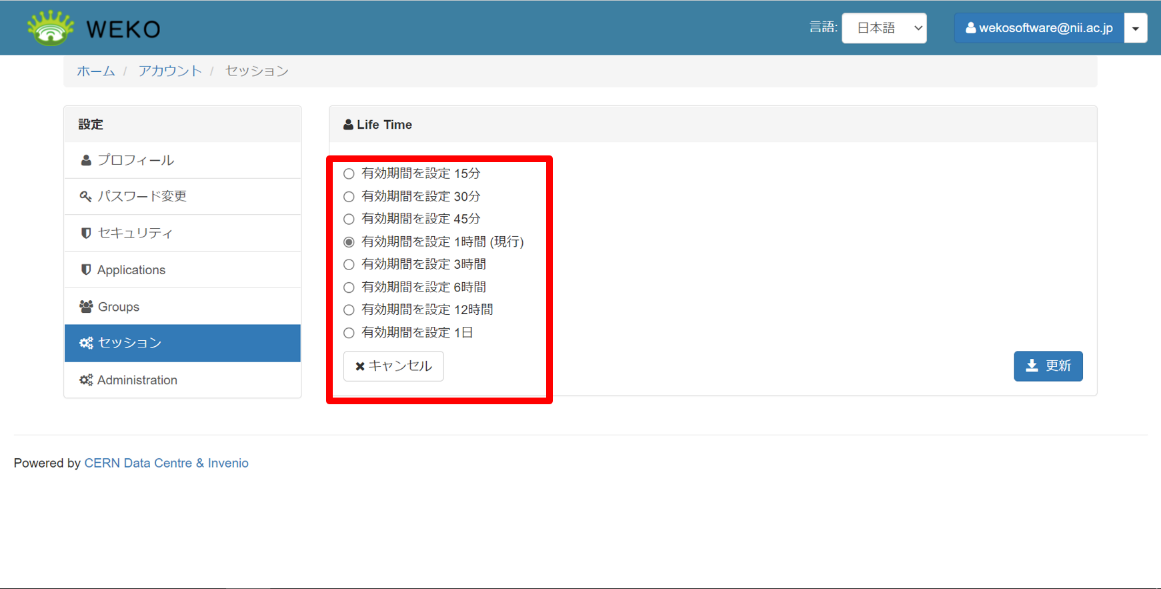 WEKO
言語: 日本語
wekosoftware@nii.ac.jp
ホーム / アカウント / セッション
設定
プロフィール
パスワード変更
セキュリティ
Applications
Groups
セッション
Administration
Life Time
有効期間を設定 15分
有効期間を設定 30分
有効期間を設定 45分
有効期間を設定 1時間 (現行)
有効期間を設定 3時間
有効期間を設定 6時間
有効期間を設定 12時間
有効期間を設定 1日
キャンセル
更新
Powered by CERN Data Centre & Invenio